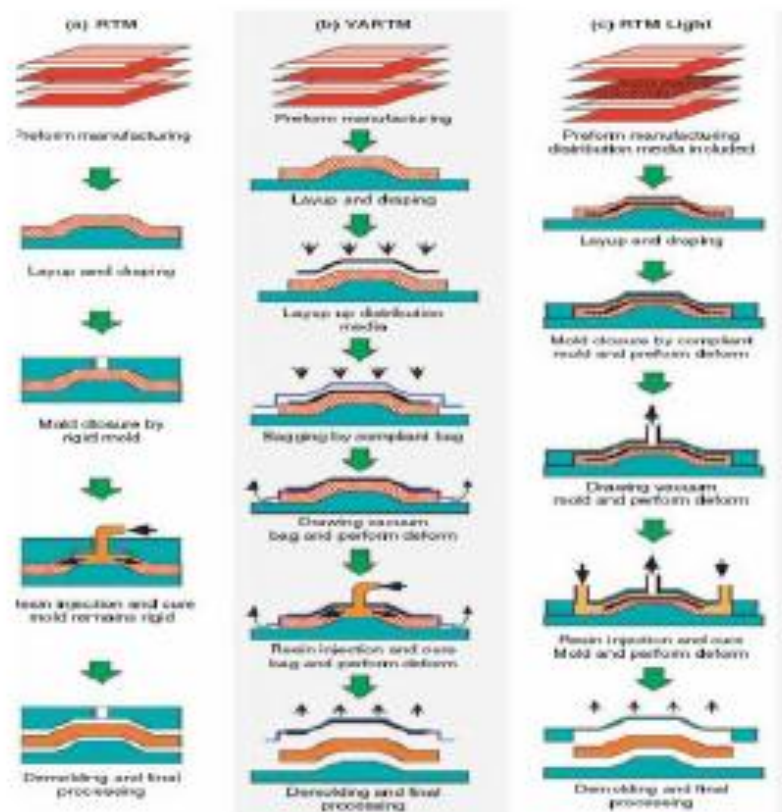 (a) RTM
Preform manufacturing
Layup and draping
Mold closure by
rigid mold
Resin injection and cure
mold remains rigid
Demolding and final
processing
(b) VARTM
Preform manufacturing
Layup and draping
Layup up distribution
media
Bagging by compliant bag
Drawing vacuum
bag and perform deform
Resin injection and cure
bag and perform deform
Demolding and final
processing
(c) RTM Light
Preform manufacturing
distribution media included
Layup and draping
Mold closure by compliant
mold and preform deform
Drawing vacuum
mold and perform deform
Resin injection and cure
Mold and perform deform
Demolding and final
processing